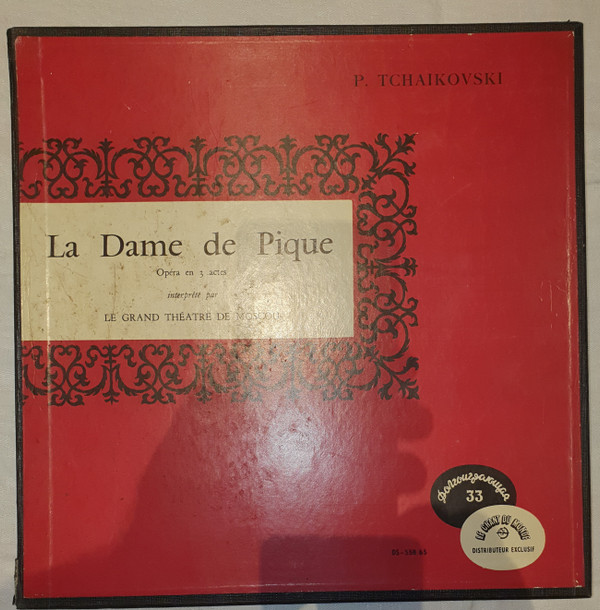 P. TCHAIKOVSKI
La Dame de Pique
Opéra en 3 actes
interprété par
LE GRAND THÉATRE DE MOSCOU
Долгоиграющая
33
LE CHANT DU MONDE
DISTRIBUTEUR EXCLUSIF